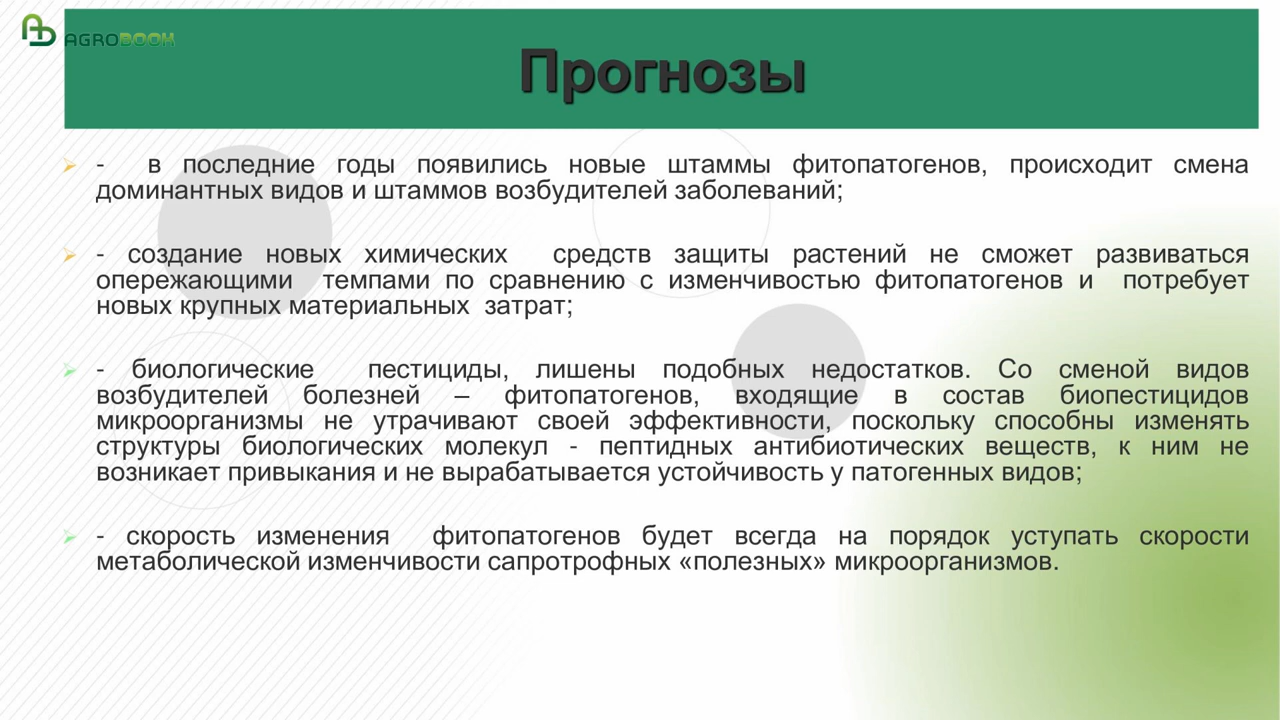 AGROBOOK
Прогнозы
- в последние годы появились новые штаммы фитопатогенов, происходит смена
доминантных видов и штаммов возбудителей заболеваний;
- создание новых химических средств защиты растений не сможет развиваться
опережающими темпами по сравнению с изменчивостью фитопатогенов и потребует
новых крупных материальных затрат;
- биологические пестициды, лишены подобных недостатков. Со сменой видов
возбудителей болезней – фитопатогенов, входящие в состав биопестицидов
микроорганизмы не утрачивают своей эффективности, поскольку способны изменять
структуры биологических молекул - пептидных антибиотических веществ, к ним не
возникает привыкания и не вырабатывается устойчивость у патогенных видов;
- скорость изменения фитопатогенов будет всегда на порядок уступать скорости
метаболической изменчивости сапротрофных «полезных» микроорганизмов.